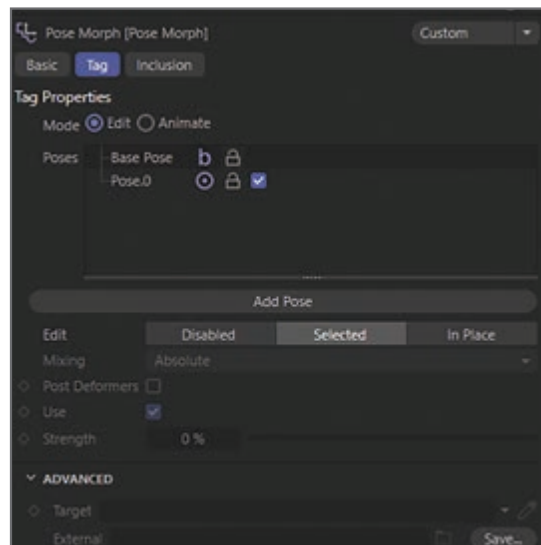 Pose Morph [Pose Morph] Custom
Basic Tag Inclusion
Tag Properties
Mode Edit Animate
Poses Base Pose b
Pose.0
Add Pose
Edit Disabled Selected In Place
Mixing Absolute
Post Deformers
Use
Strength 0 %
ADVANCED
Target
External Save...